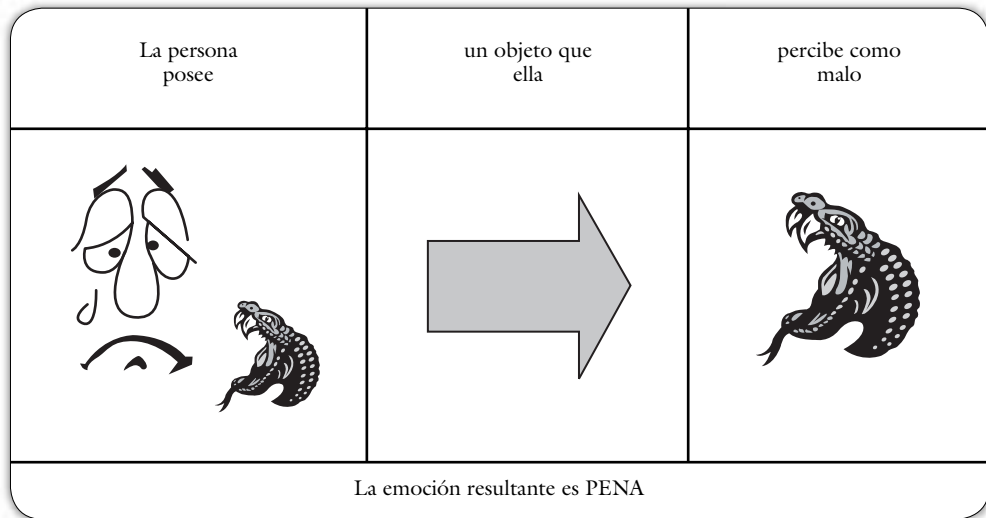 La persona
posee
un objeto que
ella
percibe como
malo
La emoción resultante es PENA